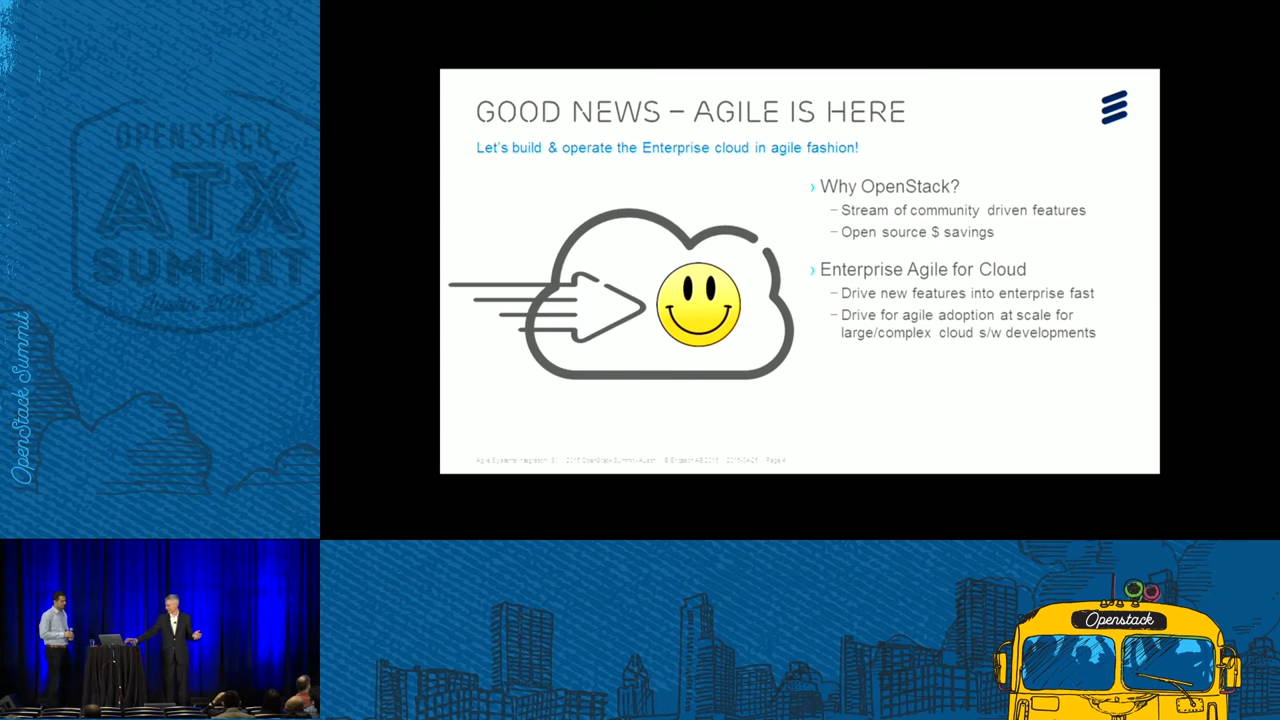 OPENSTACK
ATX
SUMMIT
Austin
OpenStack Summit
GOOD NEWS – AGILE IS HERE
Let's build & operate the Enterprise cloud in agile fashion!
› Why OpenStack?
– Stream of community driven features
– Open source $ savings
› Enterprise Agile for Cloud
– Drive new features into enterprise fast
– Drive for agile adoption at scale for
large/complex cloud s/w developments
Openstack